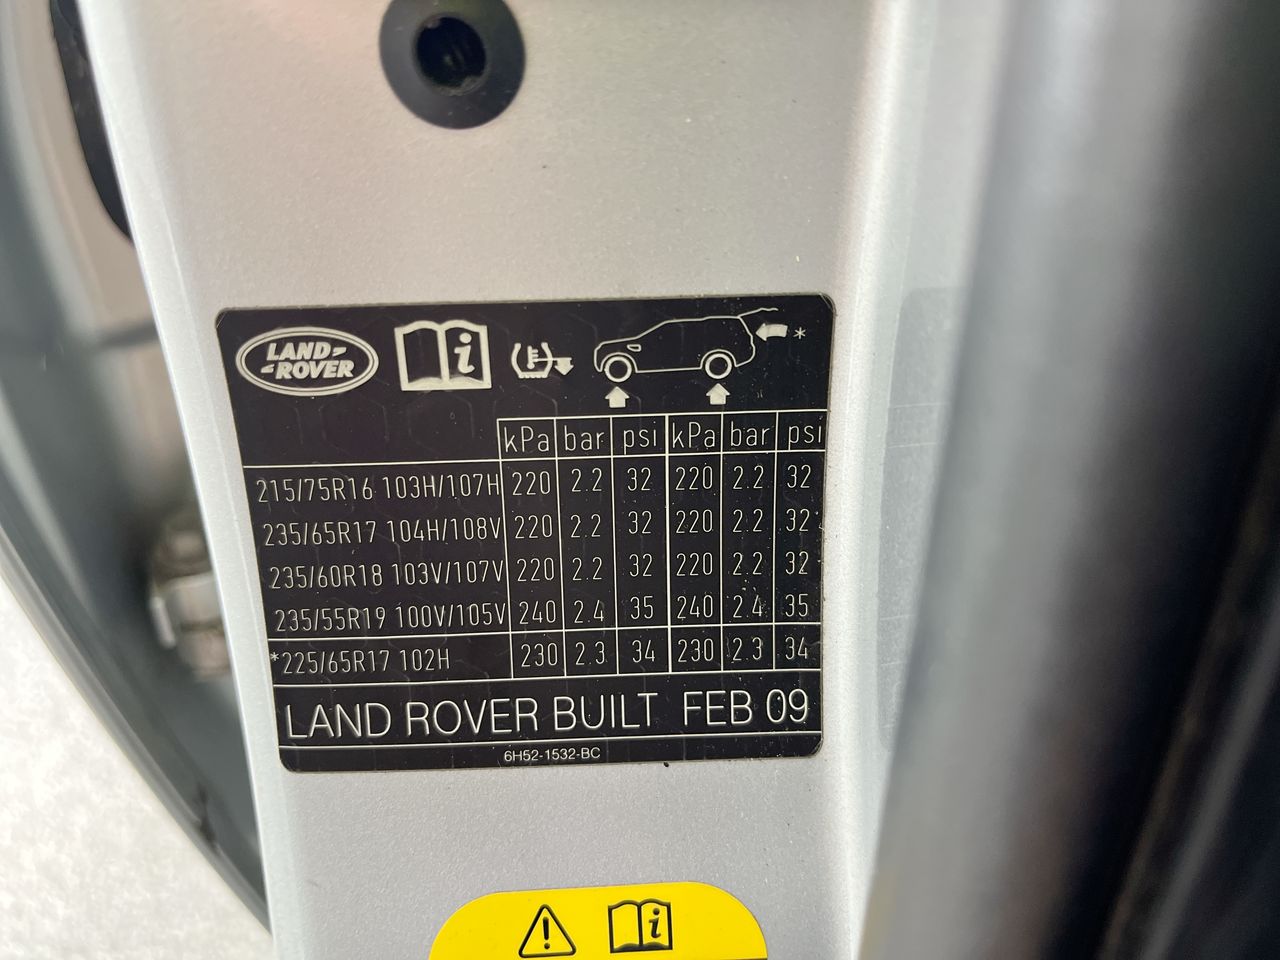 LAND-
-ROVER
i
*
kPa bar psi kPa bar psi
215/75R16 103H/107H 220 2.2 32 220 2.2 32
235/65R17 104H/108V 220 2.2 32 220 2.2 32
235/60R18 103V/107V 220 2.2 32 220 2.2 32
235/55R19 100V/105V 240 2.4 35 240 2.4 35
*225/65R17 102H 230 2.3 34 230 2.3 34
LAND ROVER BUILT FEB 09
6H52-1532-BC
! i